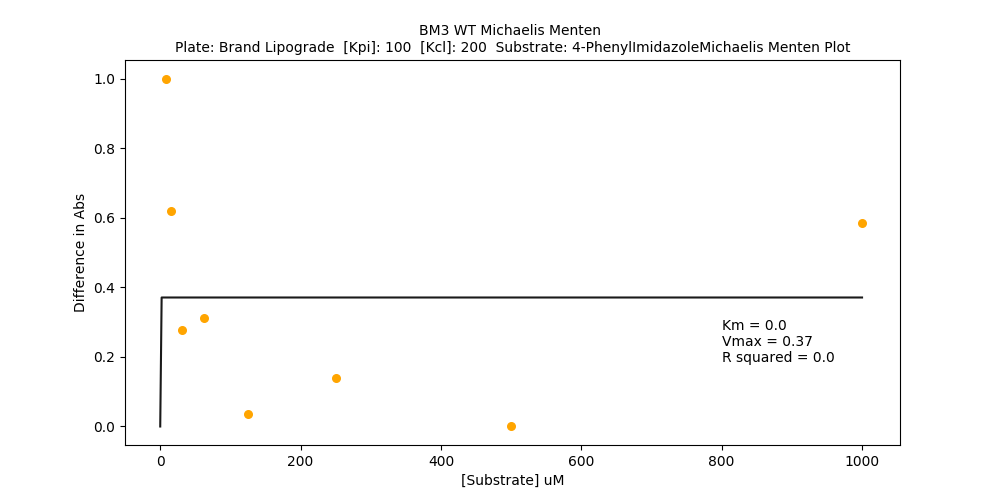 BM3 WT Michaelis Menten
Plate: Brand Lipograde  [Kpi]: 100  [Kcl]: 200  Substrate: 4-PhenylImidazoleMichaelis Menten Plot
1.0
0.8
0.6
0.4
0.2
0.0
Difference in Abs
Km = 0.0
Vmax = 0.37
R squared = 0.0
0 200 400 600 800 1000
[Substrate] uM